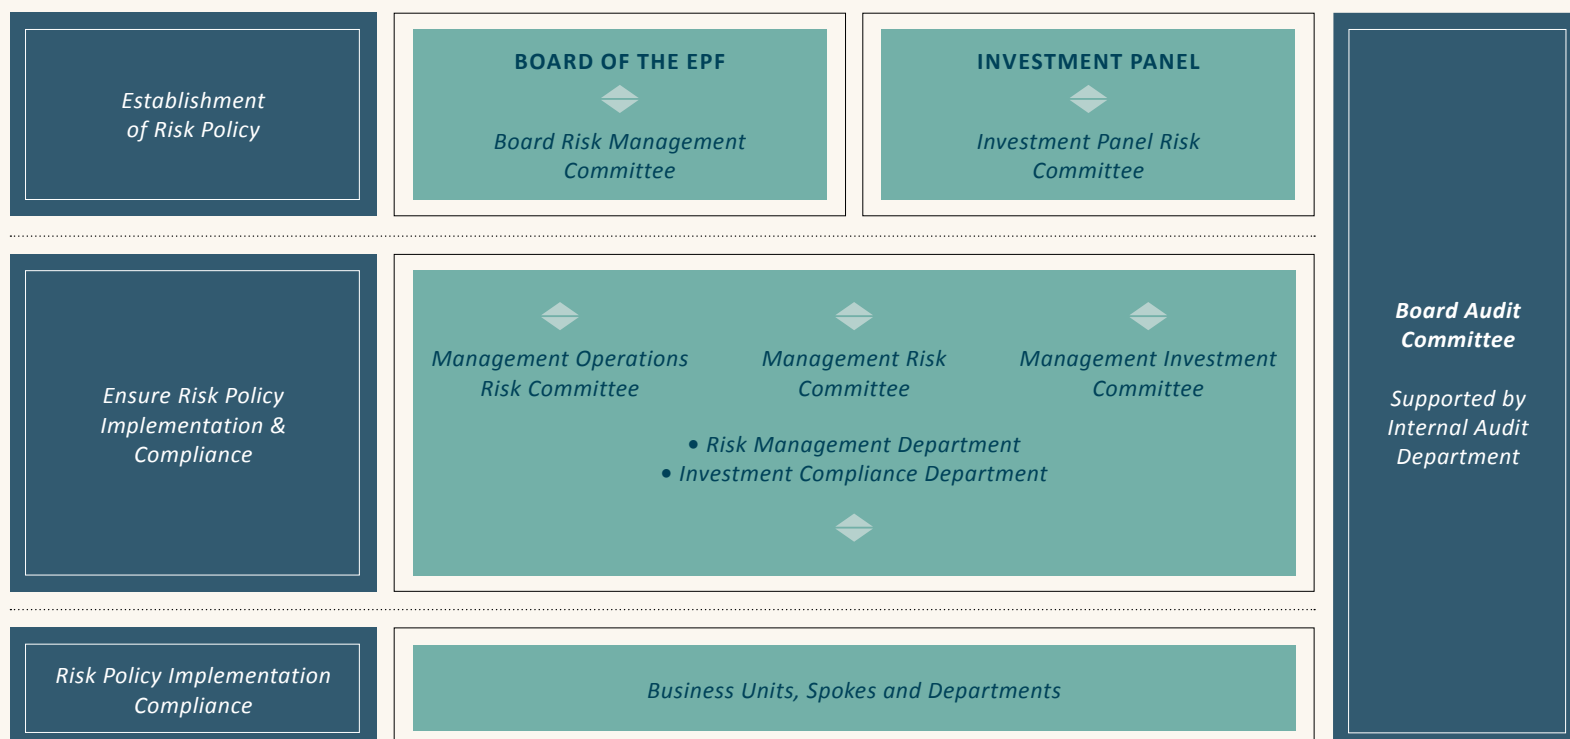 Establishment
of Risk Policy
BOARD OF THE EPF
Board Risk Management
Committee
INVESTMENT PANEL
Investment Panel Risk
Committee
Ensure Risk Policy
Implementation &
Compliance
Management Operations
Risk Committee
Management Risk
Committee
Management Investment
Committee
• Risk Management Department
• Investment Compliance Department
Risk Policy Implementation
Compliance
Business Units, Spokes and Departments
Board Audit
Committee
Supported by
Internal Audit
Department